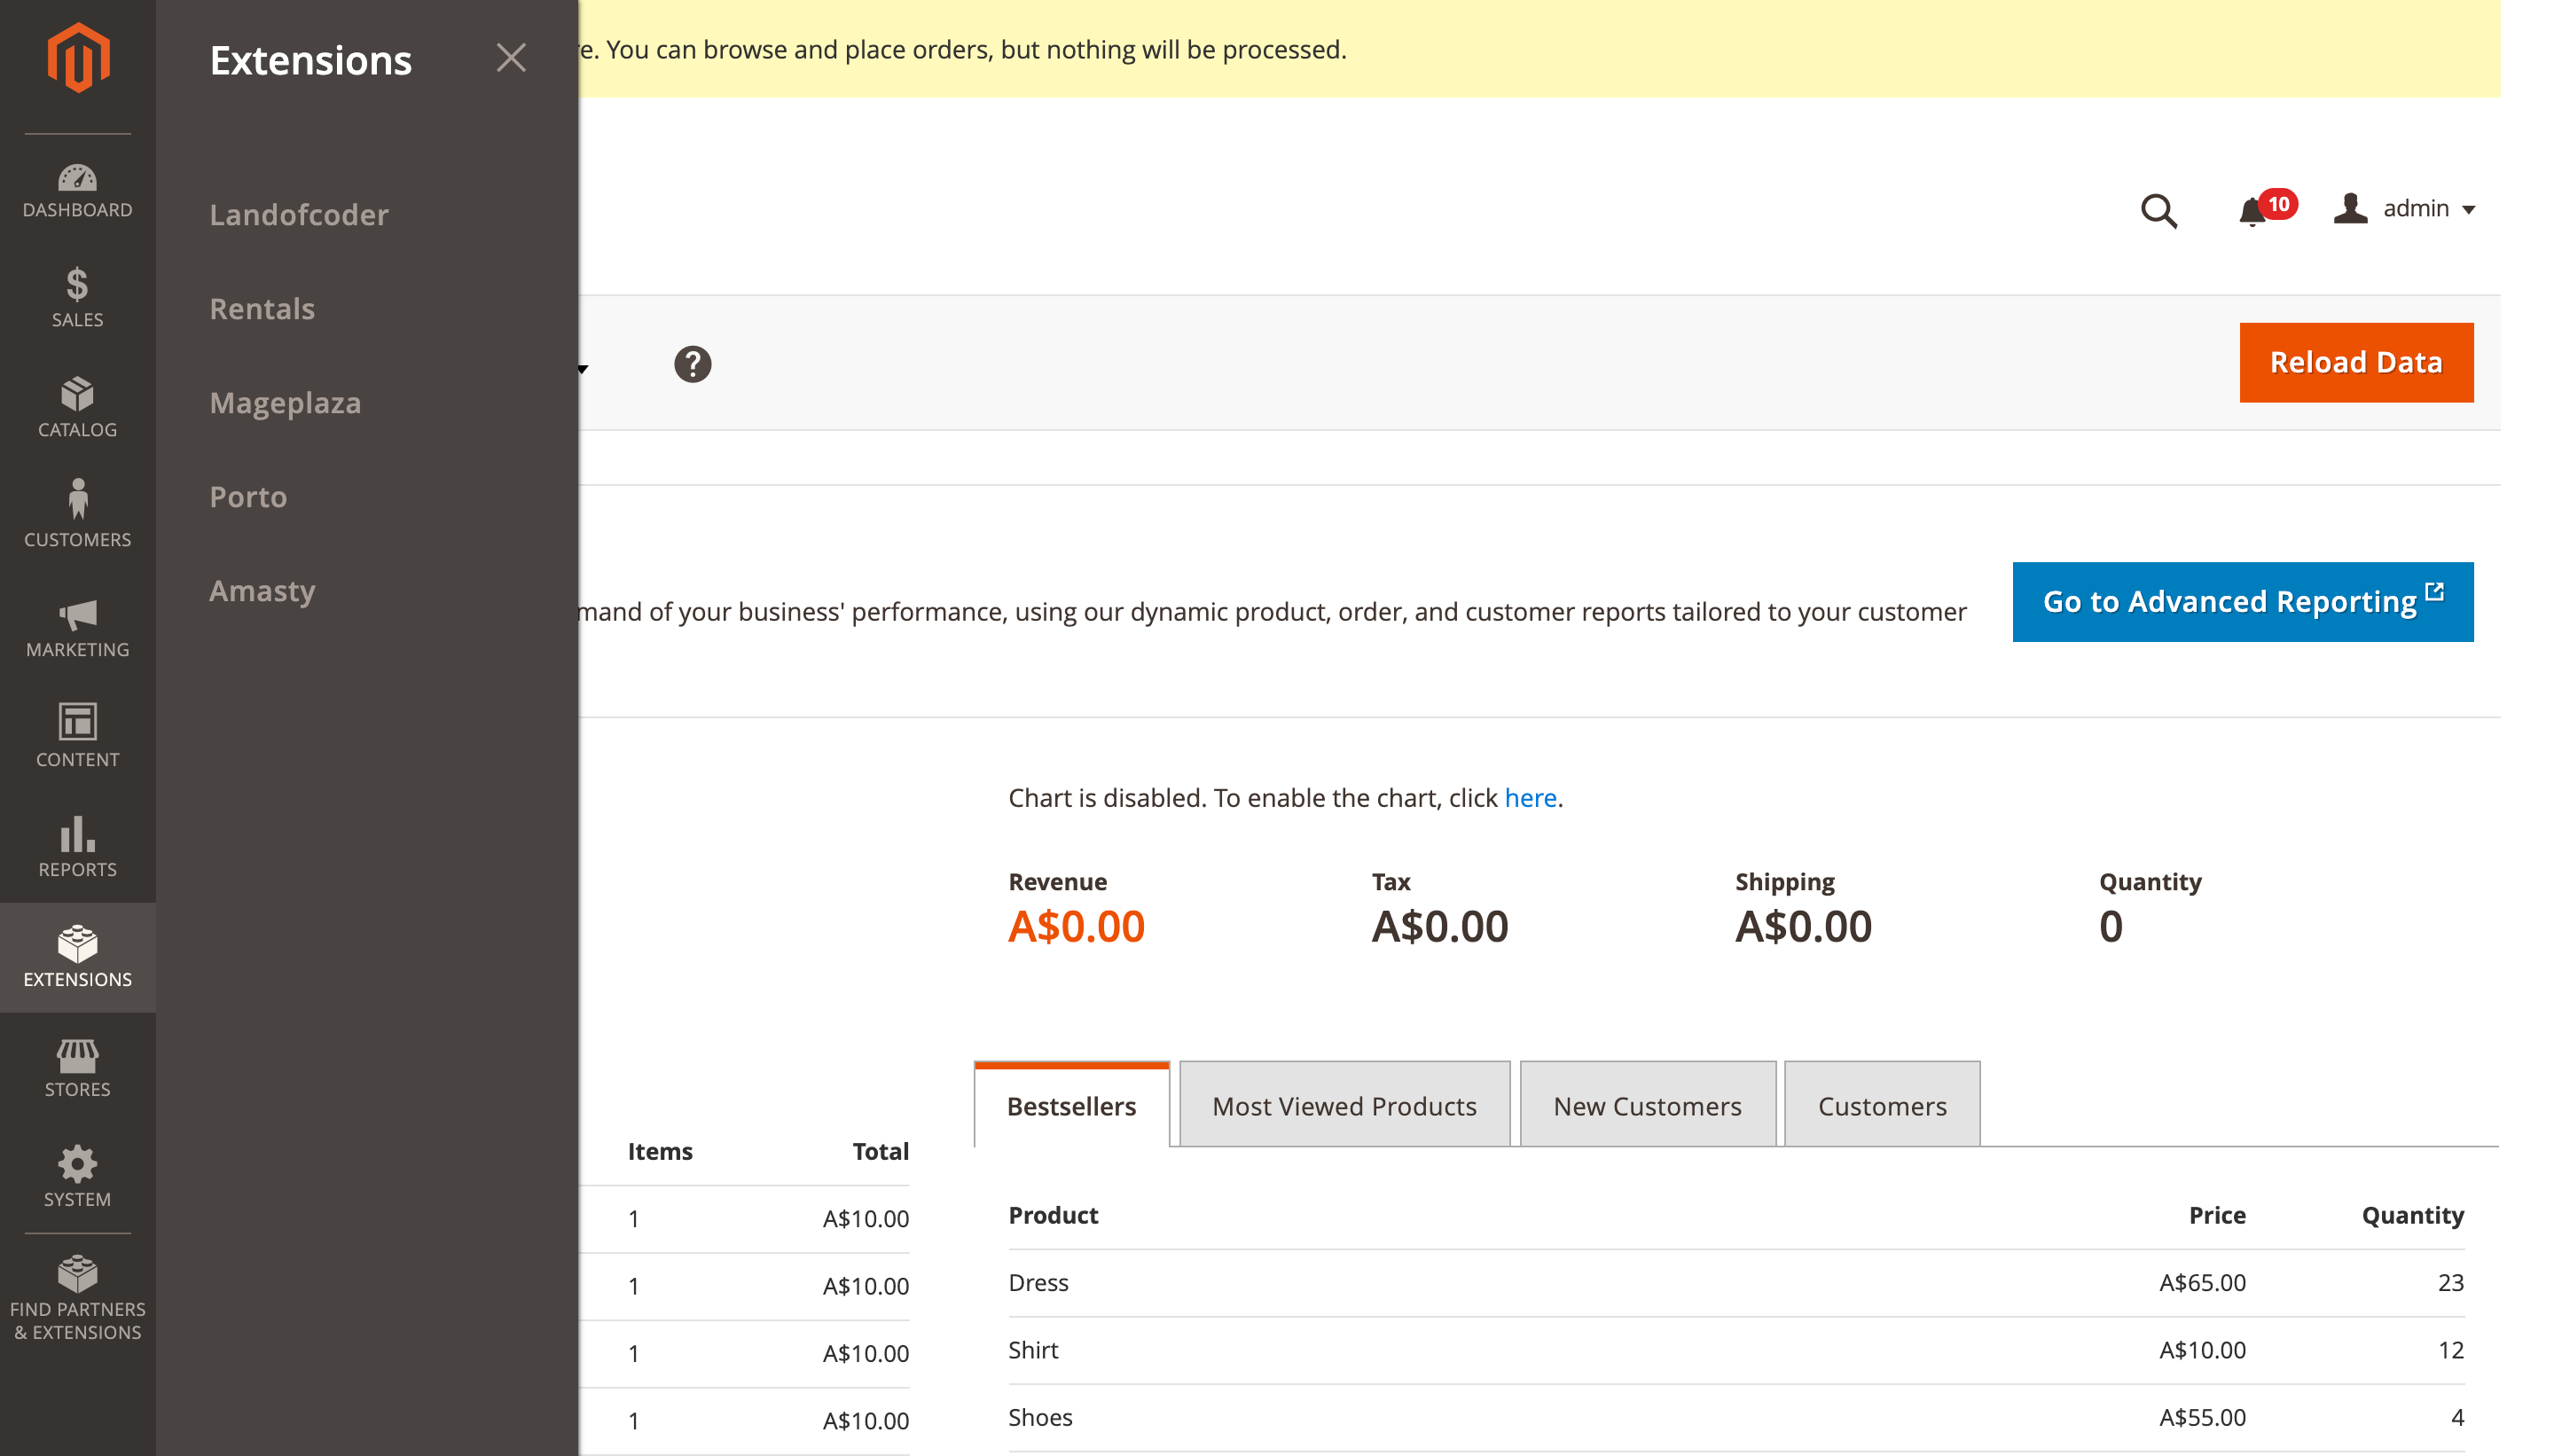 Extensions
Landofcoder
Rentals
Mageplaza
Porto
Amasty
DASHBOARD
SALES
CATALOG
CUSTOMERS
MARKETING
CONTENT
REPORTS
EXTENSIONS
STORES
SYSTEM
FIND PARTNERS
& EXTENSIONS
e. You can browse and place orders, but nothing will be processed.
10
admin
?
Reload Data
mand of your business' performance, using our dynamic product, order, and customer reports tailored to your customer
Go to Advanced Reporting
Chart is disabled. To enable the chart, click here.
Revenue Tax Shipping Quantity
A$0.00 A$0.00 A$0.00 0
Items Total
1 A$10.00
1 A$10.00
1 A$10.00
1 A$10.00
Bestsellers Most Viewed Products New Customers Customers
Product Price Quantity
Dress A$65.00 23
Shirt A$10.00 12
Shoes A$55.00 4